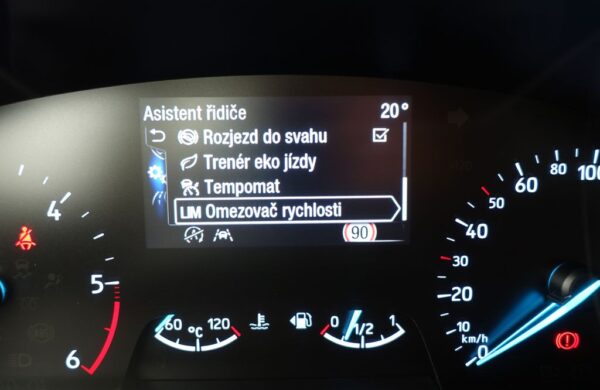 Asistent řidiče 20°
Rozjezd do svahu
Trenér eko jízdy
Tempomat
LIM Omezovač rychlosti
90
4
5
6
60 °C 120
0 1/2 1
0
10
20
30
40
50
60
80
100
km/h